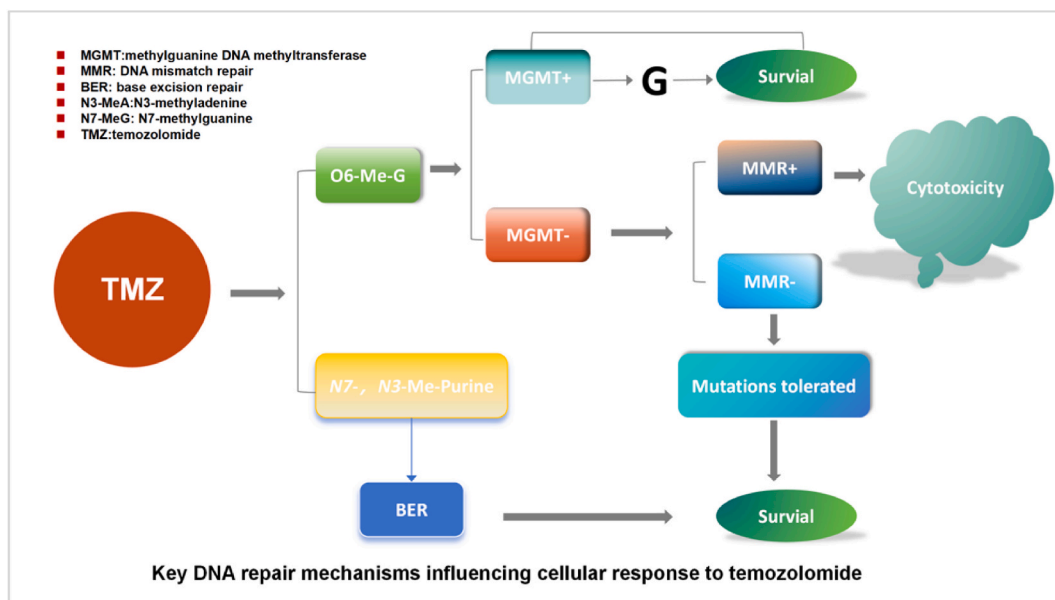 MGMT:methylguanine DNA methyltransferase
MMR: DNA mismatch repair
BER: base excision repair
N3-MeA:N3-methyladenine
N7-MeG: N7-methylguanine
TMZ:temozolomide
MGMT+
G
Survial
O6-Me-G
MMR+
Cytotoxicity
MGMT-
TMZ
MMR-
N7-, N3-Me-Purine
Mutations tolerated
BER
Survial
Key DNA repair mechanisms influencing cellular response to temozolomide